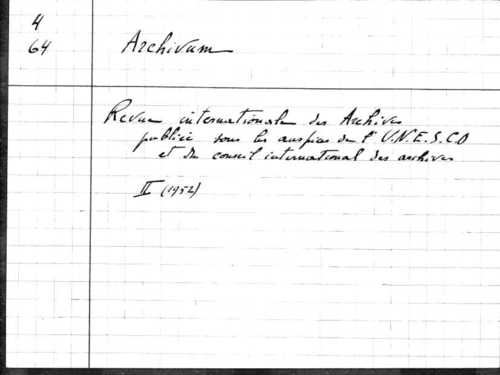 4
64
Archivum
Revue internationale des Archives
publiée sous les auspices de l'U.N.E.S.C.O
et du conseil international des archives
II (1952)